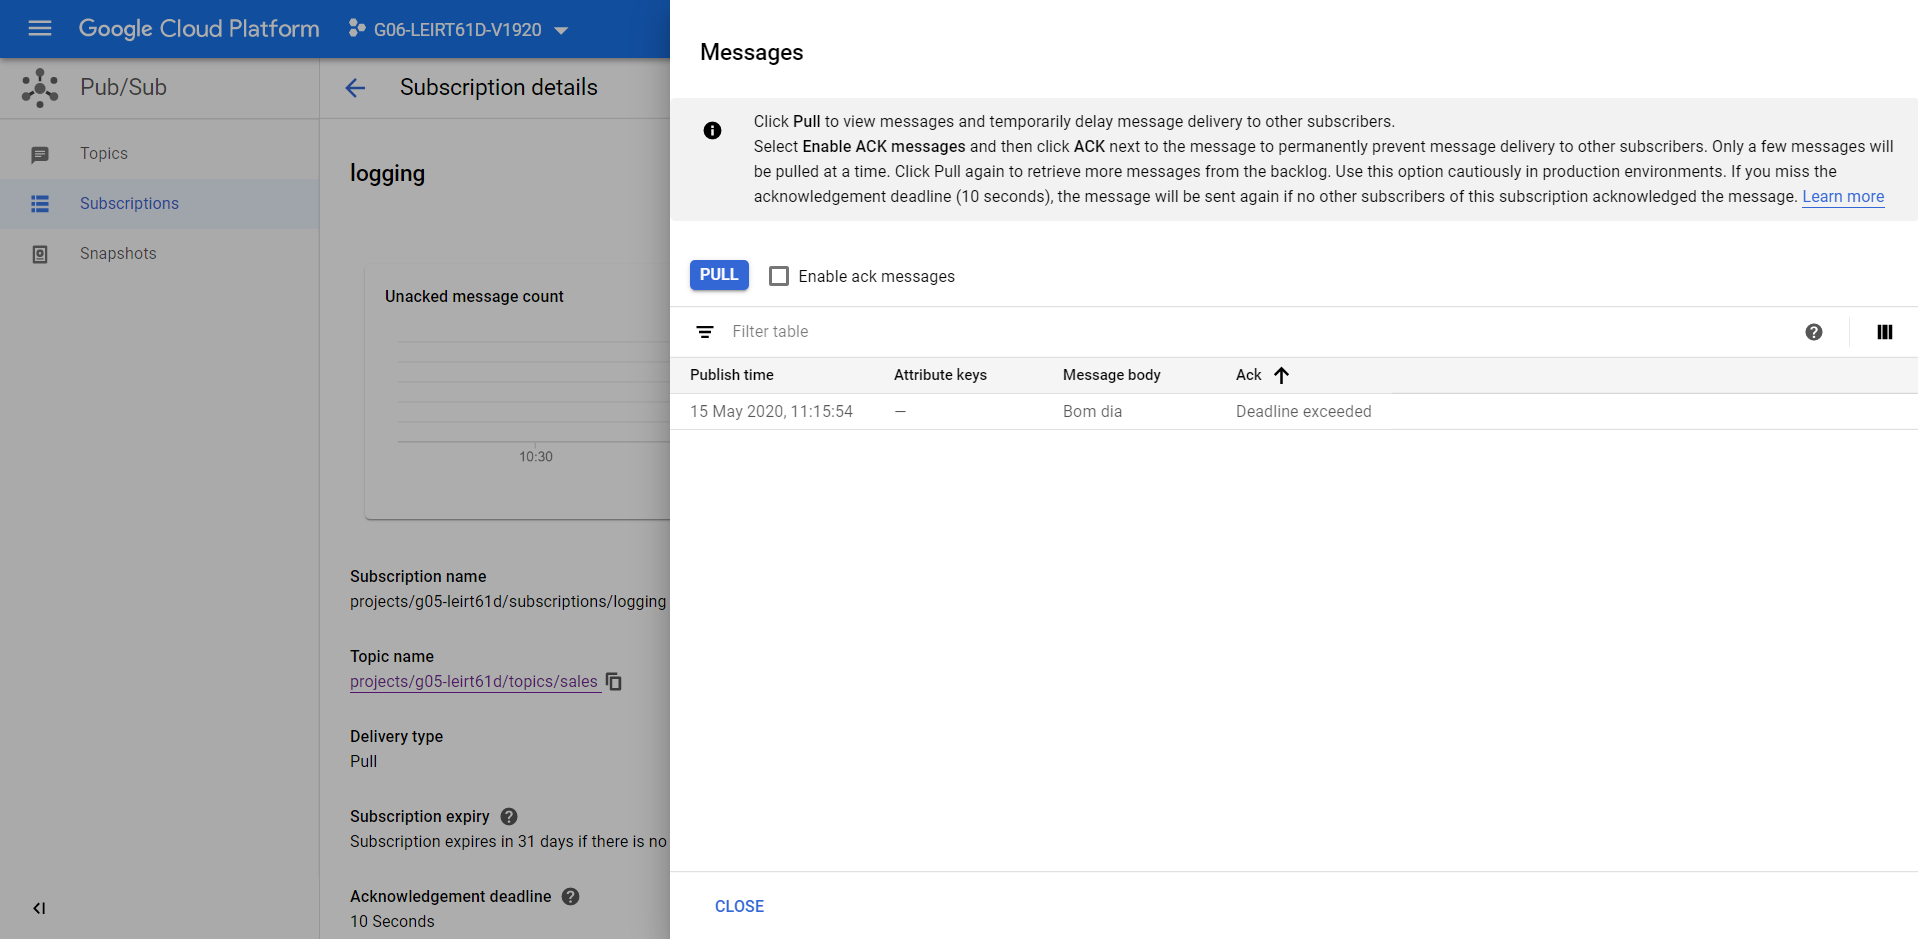 Google Cloud Platform
G06-LEIRT61D-V1920
Pub/Sub
Topics
Subscriptions
Snapshots
Subscription details
logging
Unacked message count
10:30
Subscription name
projects/g05-leirt61d/subscriptions/logging
Topic name
projects/g05-leirt61d/topics/sales
Delivery type
Pull
Subscription expiry
Subscription expires in 31 days if there is no
Acknowledgement deadline
10 Seconds
Messages
Click Pull to view messages and temporarily delay message delivery to other subscribers.
Select Enable ACK messages and then click ACK next to the message to permanently prevent message delivery to other subscribers. Only a few messages will
be pulled at a time. Click Pull again to retrieve more messages from the backlog. Use this option cautiously in production environments. If you miss the
acknowledgement deadline (10 seconds), the message will be sent again if no other subscribers of this subscription acknowledged the message. Learn more
PULL
Enable ack messages
Filter table
Publish time Attribute keys Message body Ack
15 May 2020, 11:15:54 — Bom dia Deadline exceeded
CLOSE